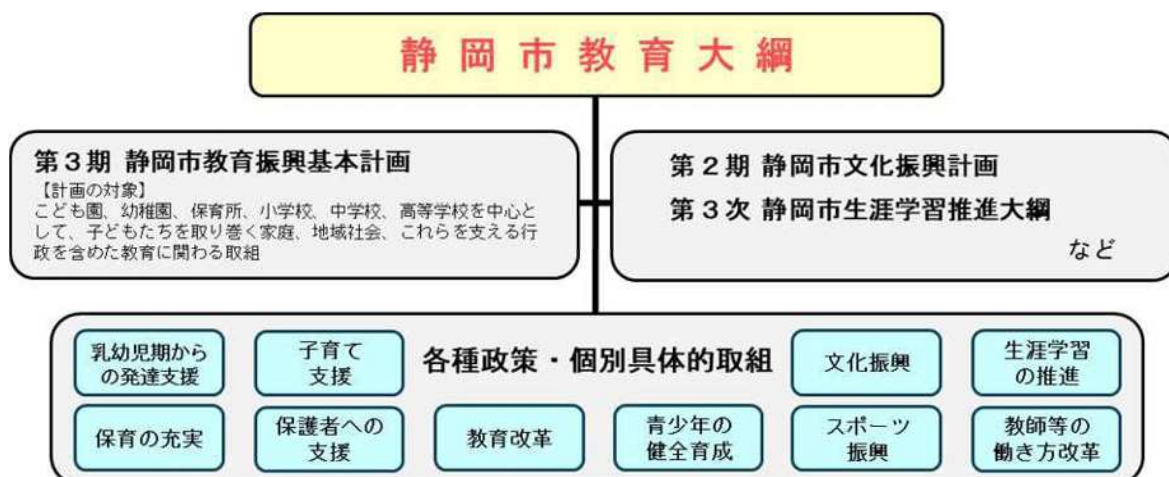 静岡市教育大綱
第3期 静岡市教育振興基本計画
【計画の対象】
こども園、幼稚園、保育所、小学校、中学校、高等学校を中心と
して、子どもたちを取り巻く家庭、地域社会、これらを支える行
政を含めた教育に関わる取組
第2期 静岡市文化振興計画
第3次 静岡市生涯学習推進大綱
など
各種政策・個別具体的取組
乳幼児期から
の発達支援
子育て
支援
文化振興
生涯学習
の推進
保育の充実
保護者への
支援
教育改革
青少年の
健全育成
スポーツ
振興
教師等の
働き方改革